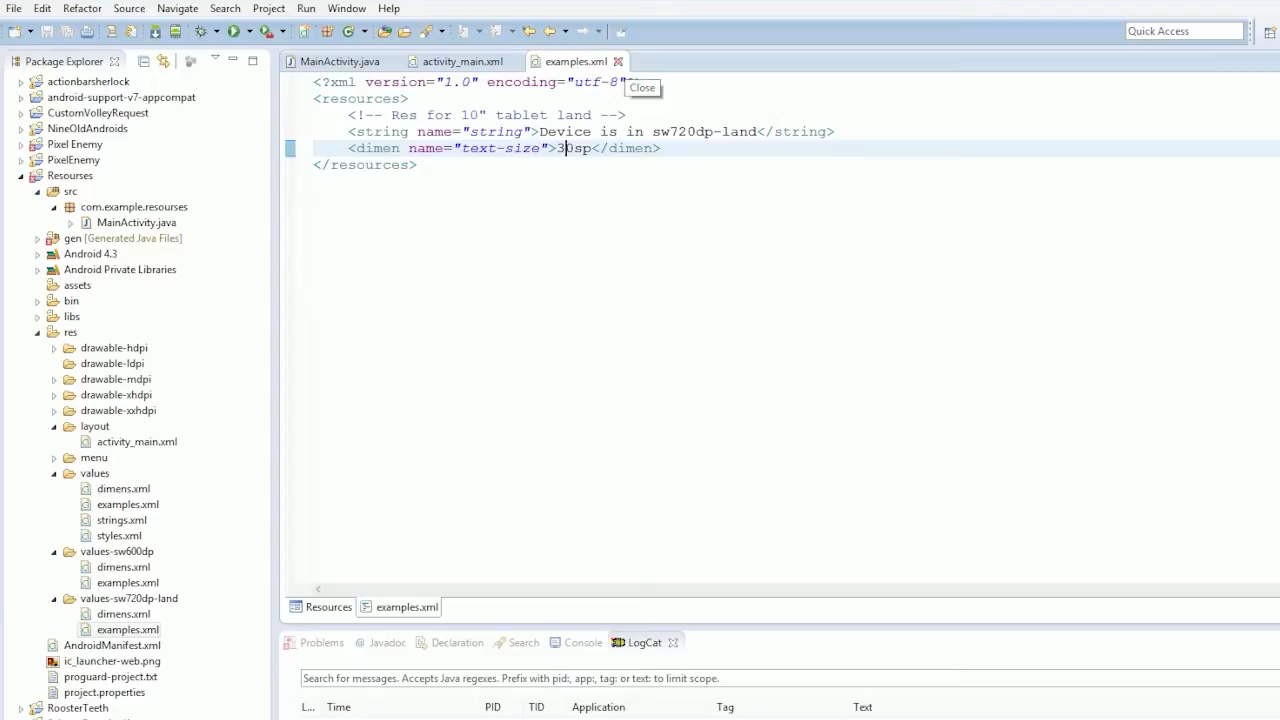 File Edit Refactor Source Navigate Search Project Run Window Help
Quick Access
Package Explorer
MainActivity.java
activity_main.xml
examples.xml
Close
actionbarsherlock
android-support-v7-appcompat
CustomVolleyRequest
NineOldAndroids
Pixel Enemy
PixelEnemy
Resourses
src
com.example.resourses
MainActivity.java
gen [Generated Java Files]
Android 4.3
Android Private Libraries
assets
bin
libs
res
drawable-hdpi
drawable-ldpi
drawable-mdpi
drawable-xhdpi
drawable-xxhdpi
layout
activity_main.xml
menu
values
dimens.xml
examples.xml
strings.xml
styles.xml
values-sw600dp
dimens.xml
examples.xml
values-sw720dp-land
dimens.xml
examples.xml
AndroidManifest.xml
ic_launcher-web.png
proguard-project.txt
project.properties
RoosterTeeth
<?xml version="1.0" encoding="utf-8"
<resources>
<!-- Res for 10" tablet land -->
<string name="string">Device is in sw720dp-land</string>
<dimen name="text-size">30sp</dimen>
</resources>
Resources
examples.xml
Problems
Javadoc
Declaration
Search
Console
LogCat
Search for messages. Accepts Java regexes. Prefix with pid:, app:, tag: or text: to limit scope.
L... Time PID TID Application Tag Text